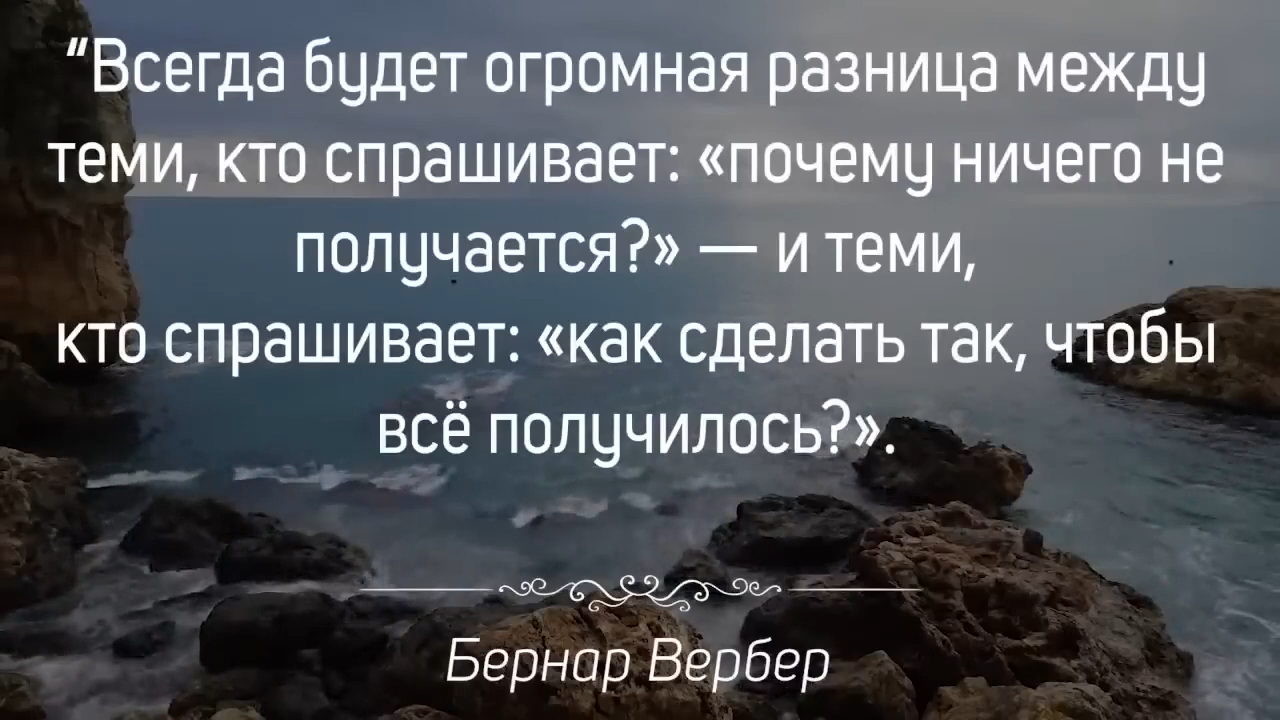 “Всегда будет огромная разница между
теми, кто спрашивает: «почему ничего не
получается?» — и теми,
кто спрашивает: «как сделать так, чтобы
всё получилось?».
Бернар Вербер